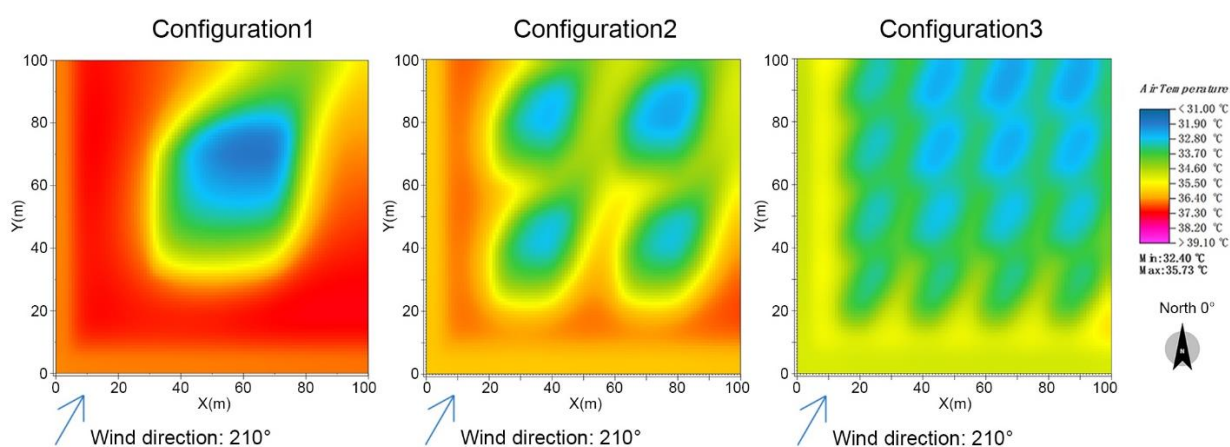 Configuration1
Configuration2
Configuration3
100
80
60
40
20
0
Y(m)
0
20
40
60
80
100
X(m)
Wind direction: 210°
100
80
60
40
20
0
Y(m)
0
20
40
60
80
100
X(m)
Wind direction: 210°
100
80
60
40
20
0
Y(m)
0
20
40
60
80
100
X(m)
Wind direction: 210°
Air Temperature
< 31.00 ℃
31.90 ℃
32.80 ℃
33.70 ℃
34.60 ℃
35.50 ℃
36.40 ℃
37.30 ℃
38.20 ℃
> 39.10 ℃
Min:32.40 ℃
Max:35.73 ℃
North 0°
N